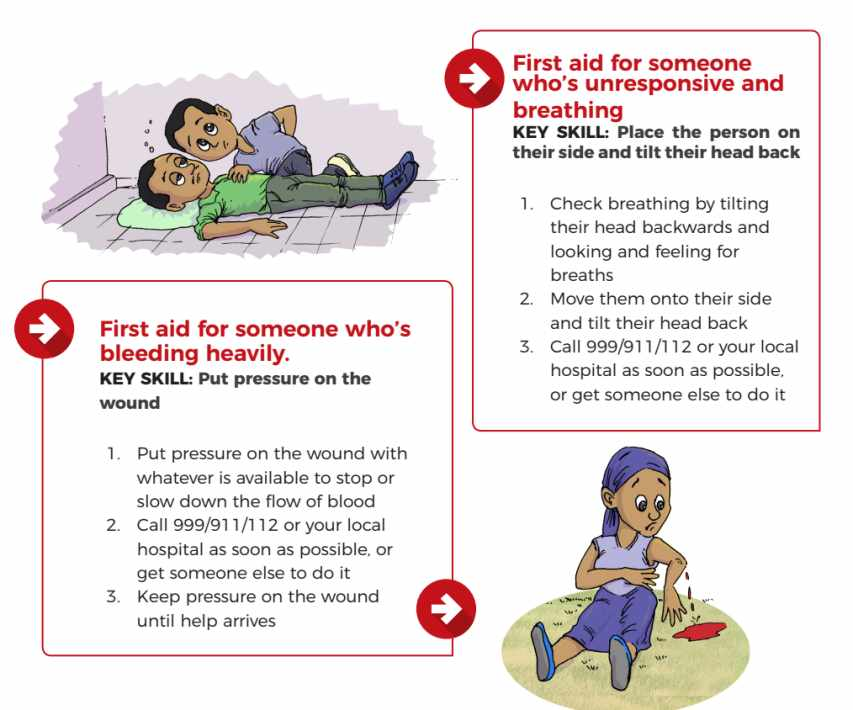 First aid for someone
who's unresponsive and
breathing
KEY SKILL: Place the person on
their side and tilt their head back
1. Check breathing by tilting
their head backwards and
looking and feeling for
breaths
2. Move them onto their side
and tilt their head back
3. Call 999/911/112 or your local
hospital as soon as possible,
or get someone else to do it
First aid for someone who's
bleeding heavily.
KEY SKILL: Put pressure on the
wound
1. Put pressure on the wound with
whatever is available to stop or
slow down the flow of blood
2. Call 999/911/112 or your local
hospital as soon as possible, or
get someone else to do it
3. Keep pressure on the wound
until help arrives